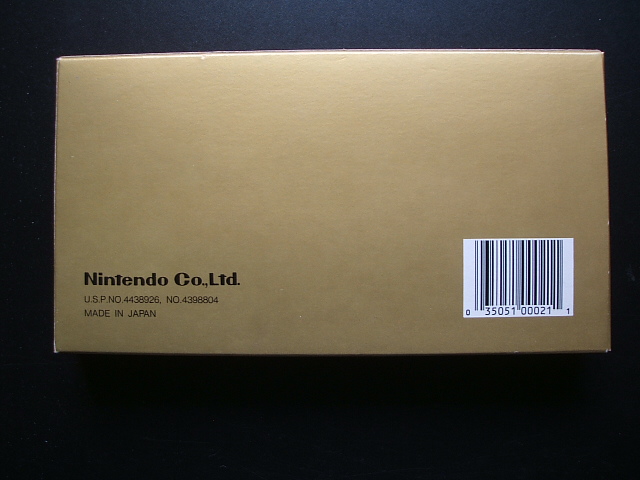 Nintendo Co.,Ltd.
U.S.P.NO.4438926, NO.4398804
MADE IN JAPAN
0 35051 00021 1